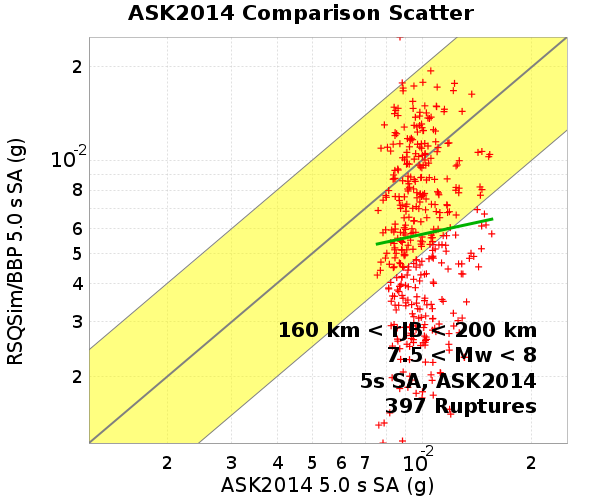 ASK2014 Comparison Scatter
RSQSim/BBP 5.0 s SA (g)
2
10-2
8
6
5
4
3
2
160 km < rJB < 200 km
7.5 < Mw < 8
5s SA, ASK2014
397 Ruptures
2 3 4 5 6 7 10-2 2
ASK2014 5.0 s SA (g)